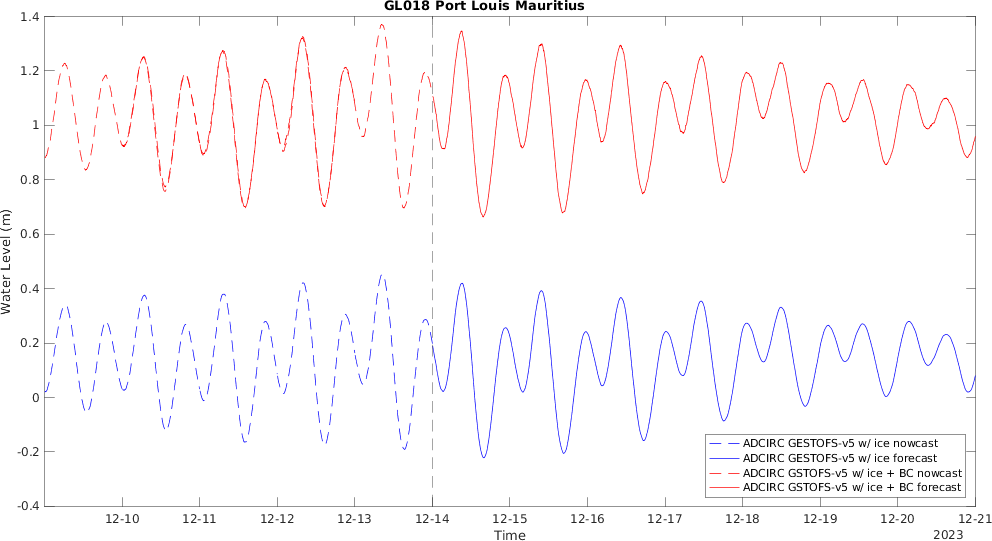 GL018 Port Louis Mauritius
1.4
1.2
1
0.8
0.6
0.4
0.2
0
-0.2
-0.4
Water Level (m)
ADCIRC GESTOFS-v5 w/ ice nowcast
ADCIRC GESTOFS-v5 w/ ice forecast
ADCIRC GSTOFS-v5 w/ ice + BC nowcast
ADCIRC GSTOFS-v5 w/ ice + BC forecast
12-10 12-11 12-12 12-13 12-14 12-15 12-16 12-17 12-18 12-19 12-20 12-21
Time 2023